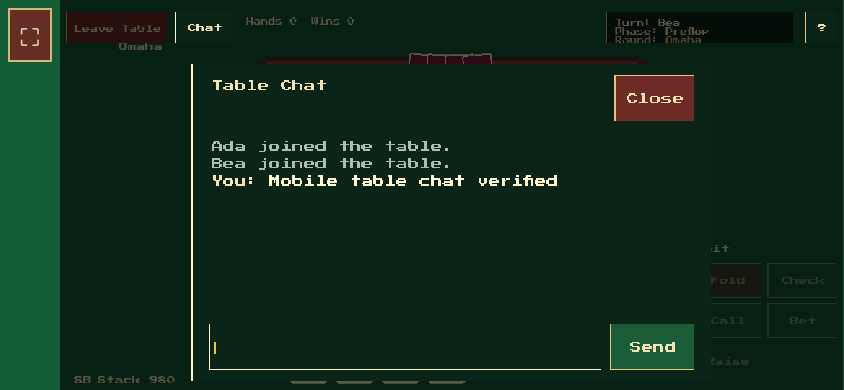 Leave Table
Chat
Hands 0 Wins 0
Turn: Bea
Phase: Preflop
Round: Omaha
?
Omaha
Table Chat
Close
Ada joined the table.
Bea joined the table.
You: Mobile table chat verified
Fold
Check
Call
Bet
Raise
Send
SB Stack 980